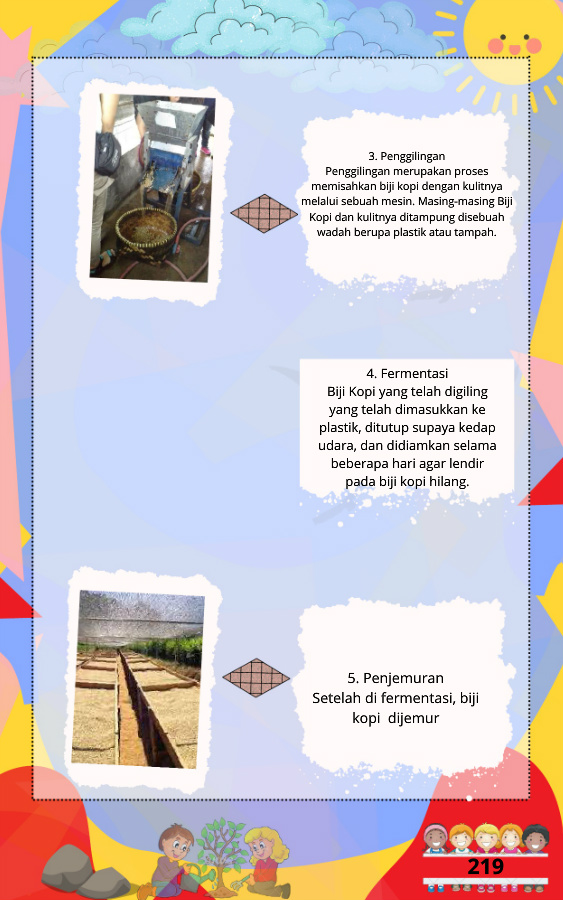 3. Penggilingan
Penggilingan merupakan proses
memisahkan biji kopi dengan kulitnya
melalui sebuah mesin. Masing-masing Biji
Kopi dan kulitnya ditampung disebuah
wadah berupa plastik atau tampah.
4. Fermentasi
Biji Kopi yang telah digiling
yang telah dimasukkan ke
plastik, ditutup supaya kedap
udara, dan didiamkan selama
beberapa hari agar lendir
pada biji kopi hilang.
5. Penjemuran
Setelah di fermentasi, biji
kopi dijemur
219